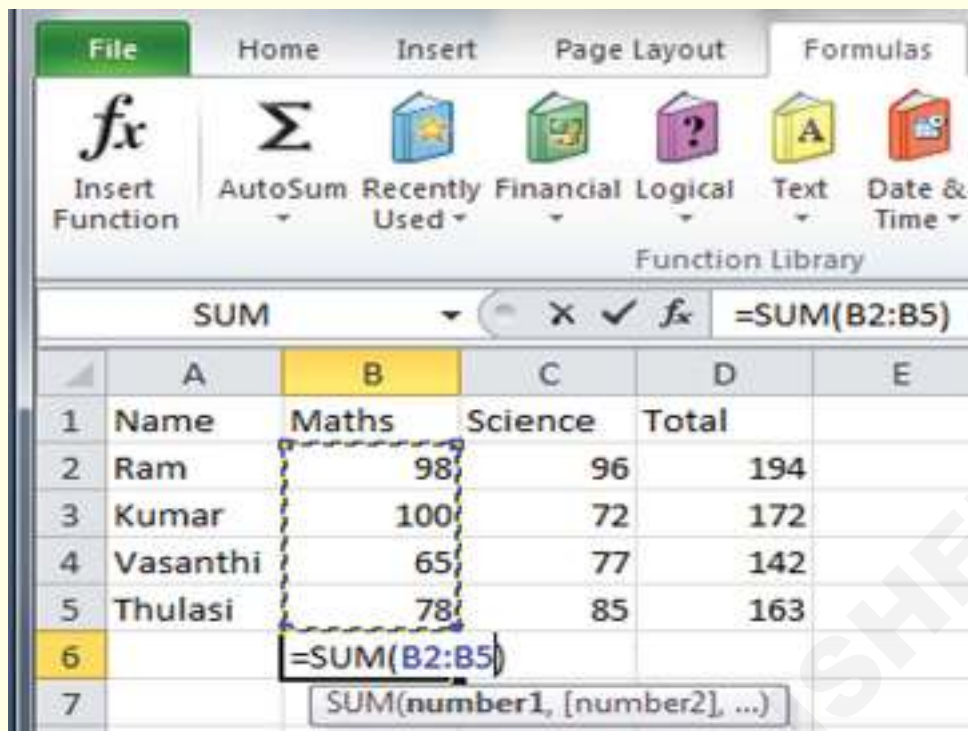 File Home Insert Page Layout Formulas
fx Σ ? A
Insert Function AutoSum Recently Used Financial Logical Text Date & Time
Function Library
SUM fx =SUM(B2:B5)
A B C D E
1 Name Maths Science Total
2 Ram 98 96 194
3 Kumar 100 72 172
4 Vasanthi 65 77 142
5 Thulasi 78 85 163
6 =SUM(B2:B5)
7 SUM(number1, [number2], ...)